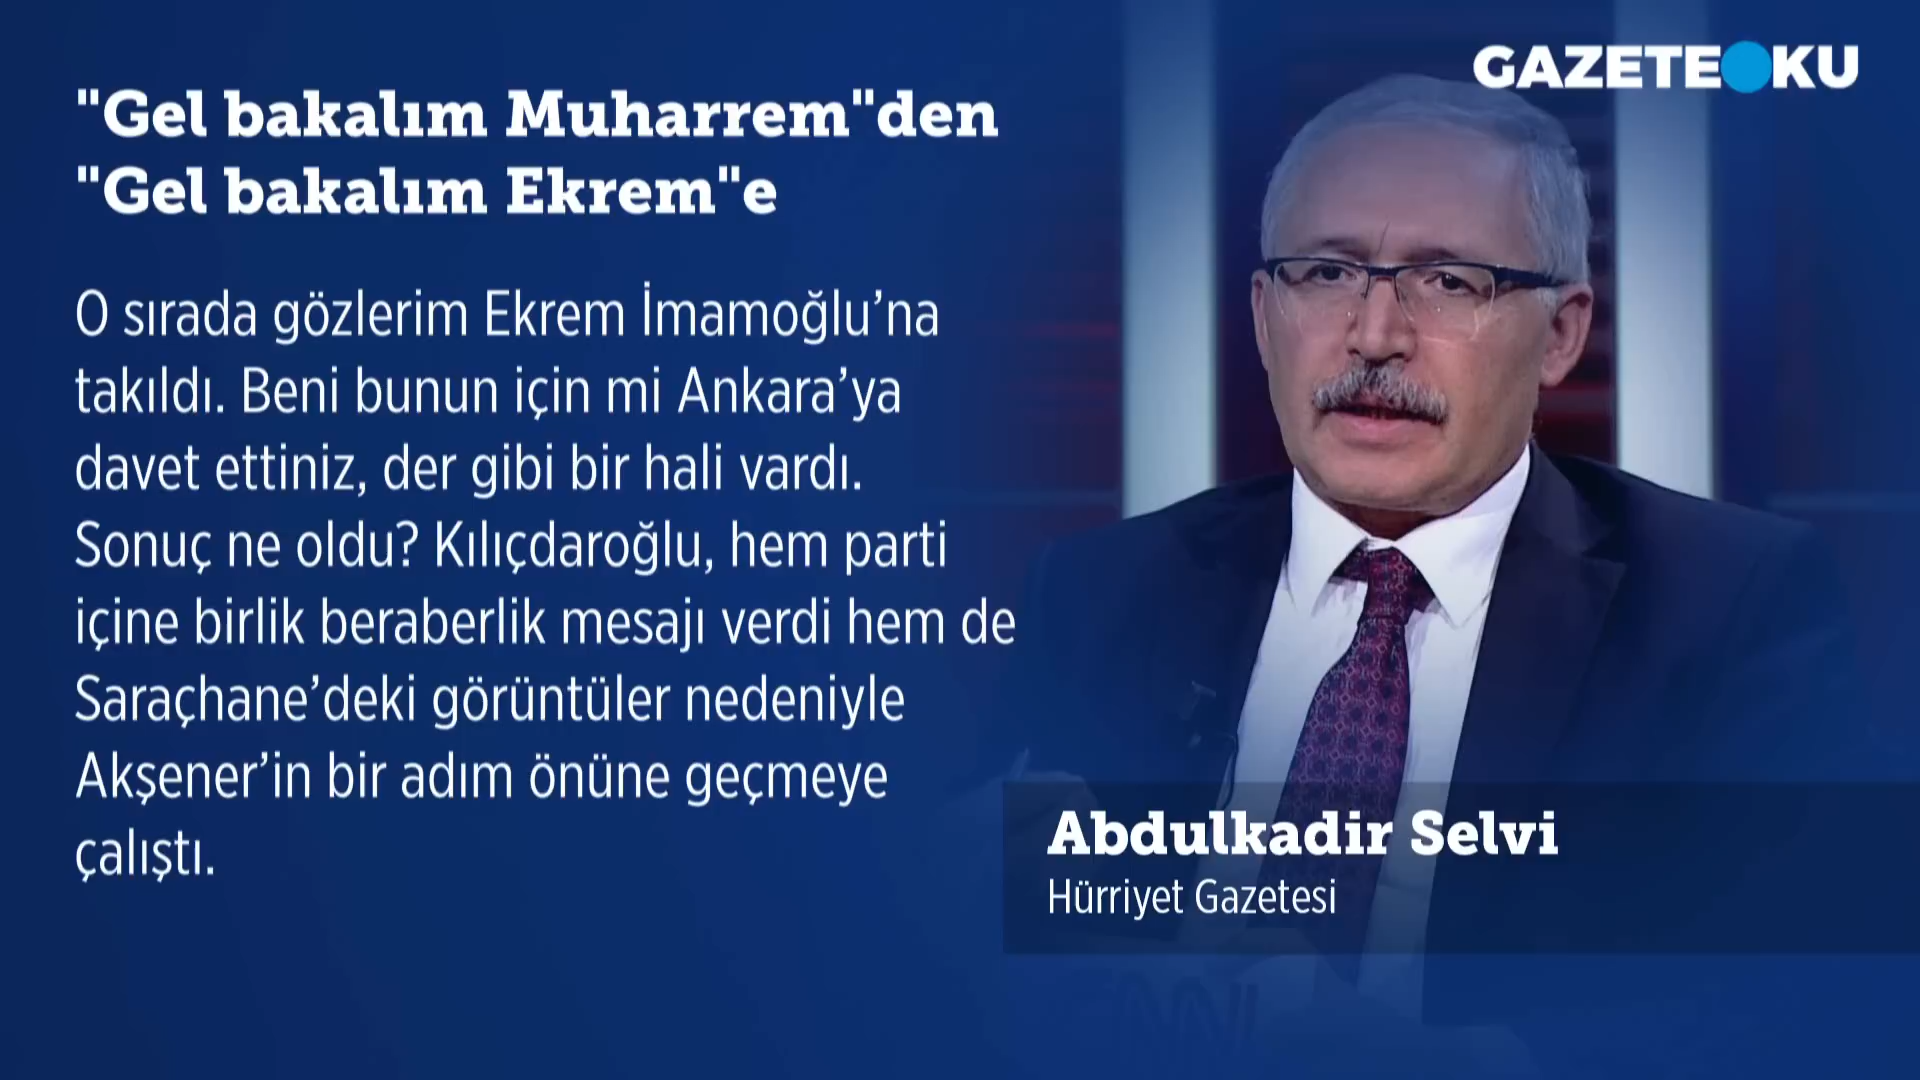 GAZETEOKU
"Gel bakalım Muharrem"den
"Gel bakalım Ekrem"e
O sırada gözlerim Ekrem İmamoğlu’na
takıldı. Beni bunun için mi Ankara’ya
davet ettiniz, der gibi bir hali vardı.
Sonuç ne oldu? Kılıçdaroğlu, hem parti
içine birlik beraberlik mesajı verdi hem de
Saraçhane’deki görüntüler nedeniyle
Akşener’in bir adım önüne geçmeye
çalıştı.
Abdulkadir Selvi
Hürriyet Gazetesi